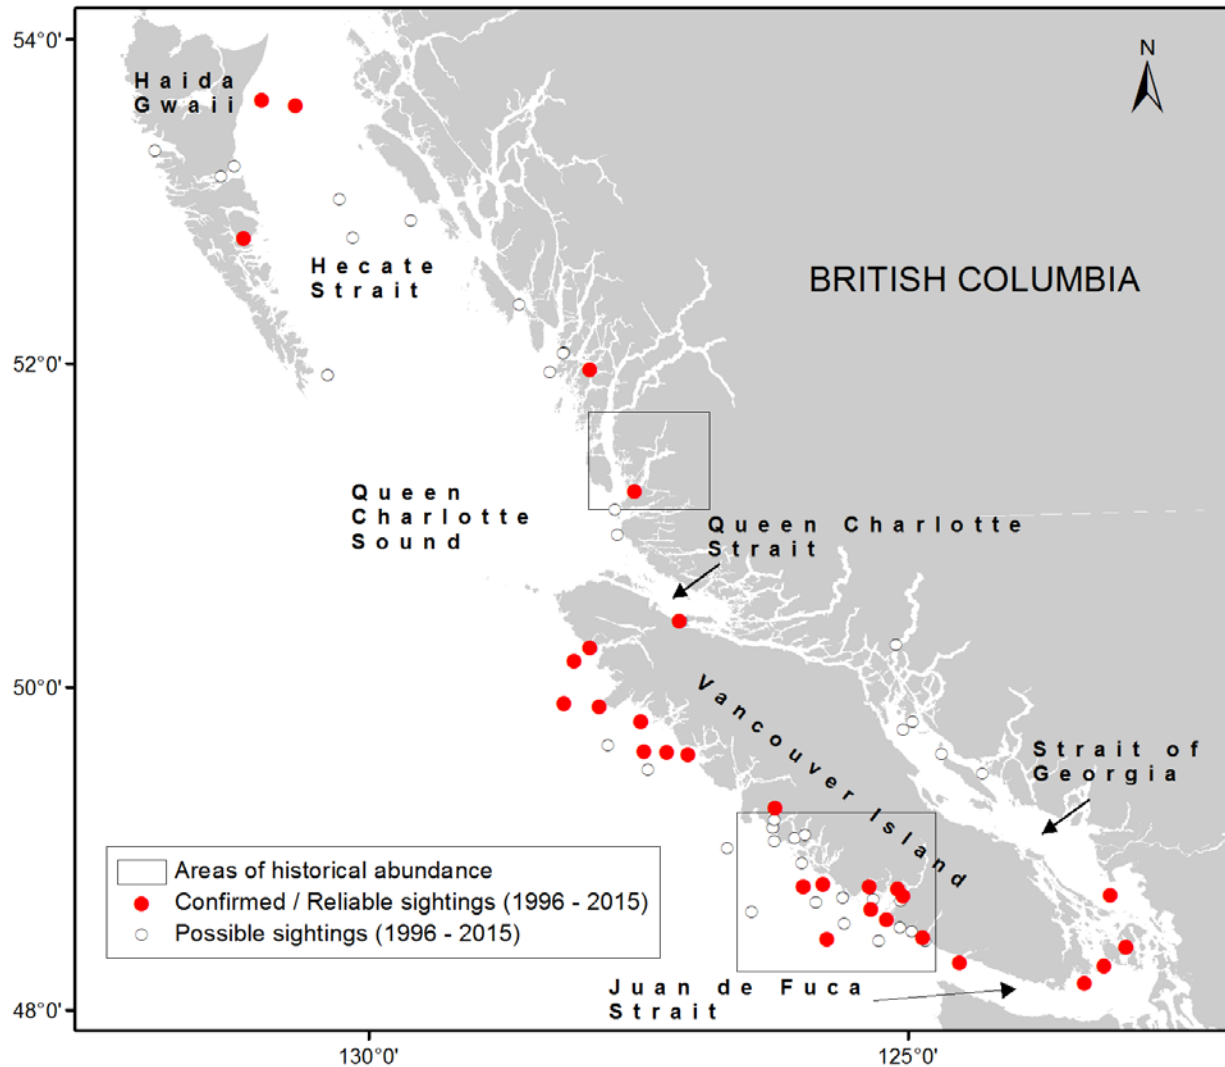 54°0'
N
Haida
Gwaii
Hecate
Strait
BRITISH COLUMBIA
52°0'
Queen
Charlotte
Sound
Queen Charlotte
Strait
50°0'
Vancouver Island
Strait of
Georgia
Areas of historical abundance
Confirmed / Reliable sightings (1996 - 2015)
Possible sightings (1996 - 2015)
Juan de Fuca
Strait
48°0'
130°0'
125°0'